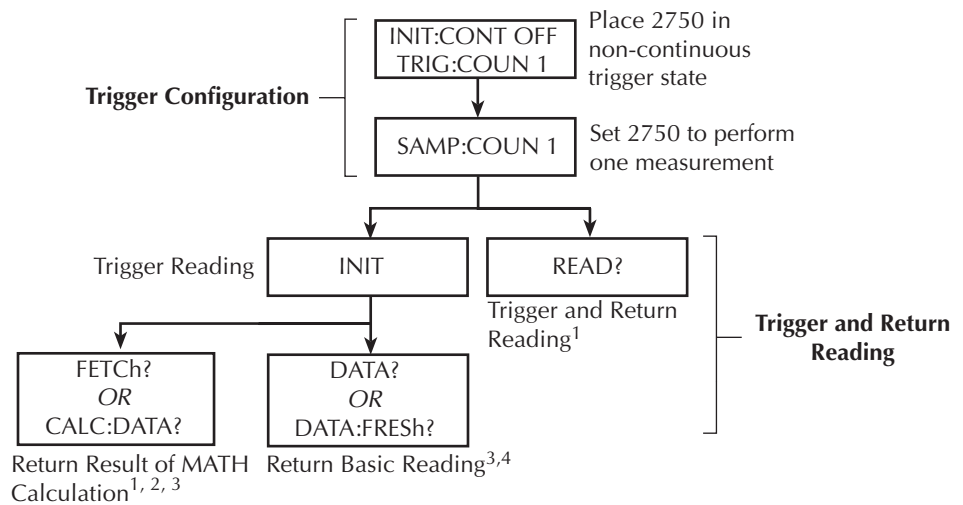 INIT:CONT OFF
TRIG:COUN 1
Place 2750 in
non-continuous
trigger state
Trigger Configuration
SAMP:COUN 1
Set 2750 to perform
one measurement
Trigger Reading
INIT
READ?
Trigger and Return
Reading1
Trigger and Return
Reading
FETCh?
OR
CALC:DATA?
DATA?
OR
DATA:FRESh?
Return Result of MATH
Calculation1, 2, 3
Return Basic Reading3,4